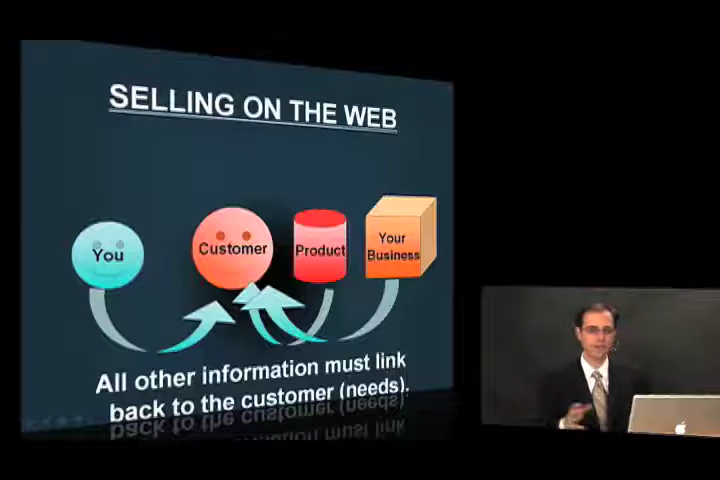 SELLING ON THE WEB
You
Customer
Product
Your
Business
All other information must link
back to the customer (needs).